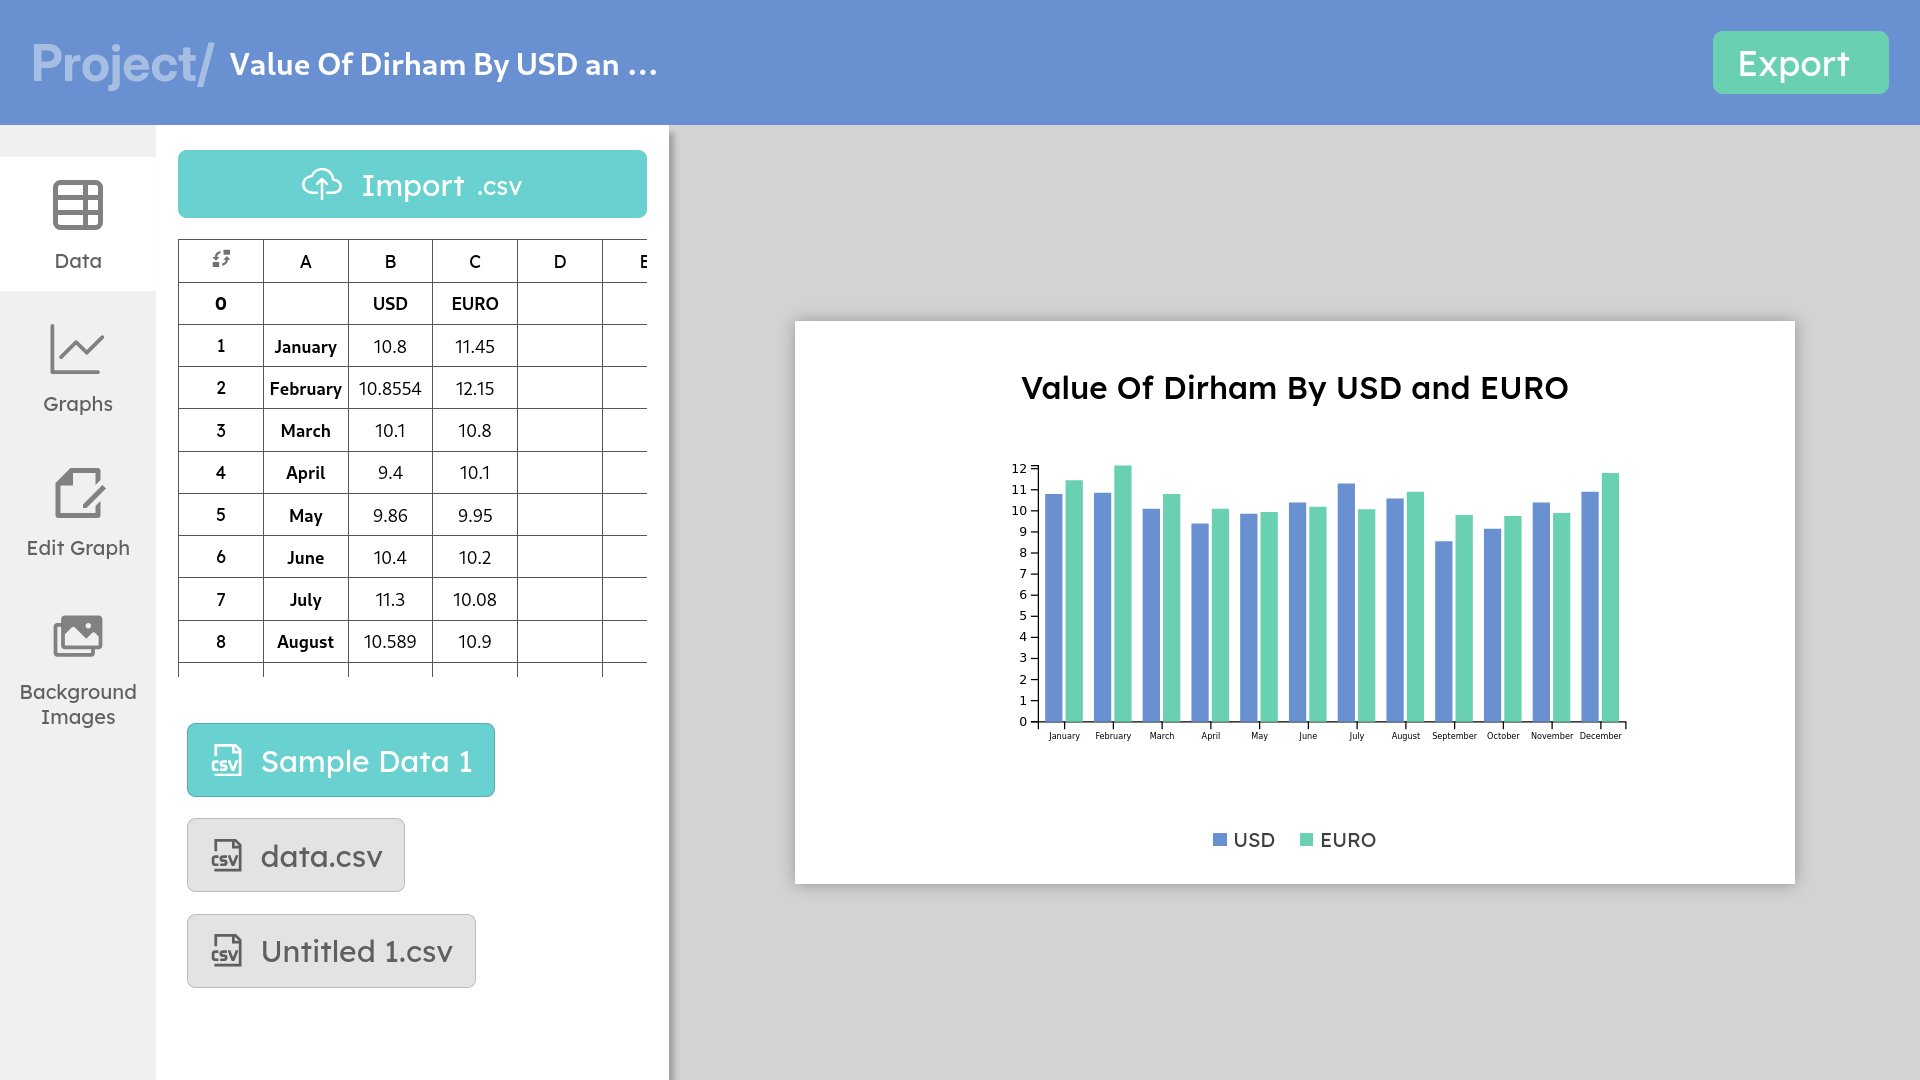 Project/ Value Of Dirham By USD an ...
Export
Data
Graphs
Edit Graph
Background
Images
Import .csv
A B C D E
0 USD EURO
1 January 10.8 11.45
2 February 10.8554 12.15
3 March 10.1 10.8
4 April 9.4 10.1
5 May 9.86 9.95
6 June 10.4 10.2
7 July 11.3 10.08
8 August 10.589 10.9
CSV Sample Data 1
CSV data.csv
CSV Untitled 1.csv
Value Of Dirham By USD and EURO
12
11
10
9
8
7
6
5
4
3
2
1
0
January February March April May June July August September October November December
USD EURO